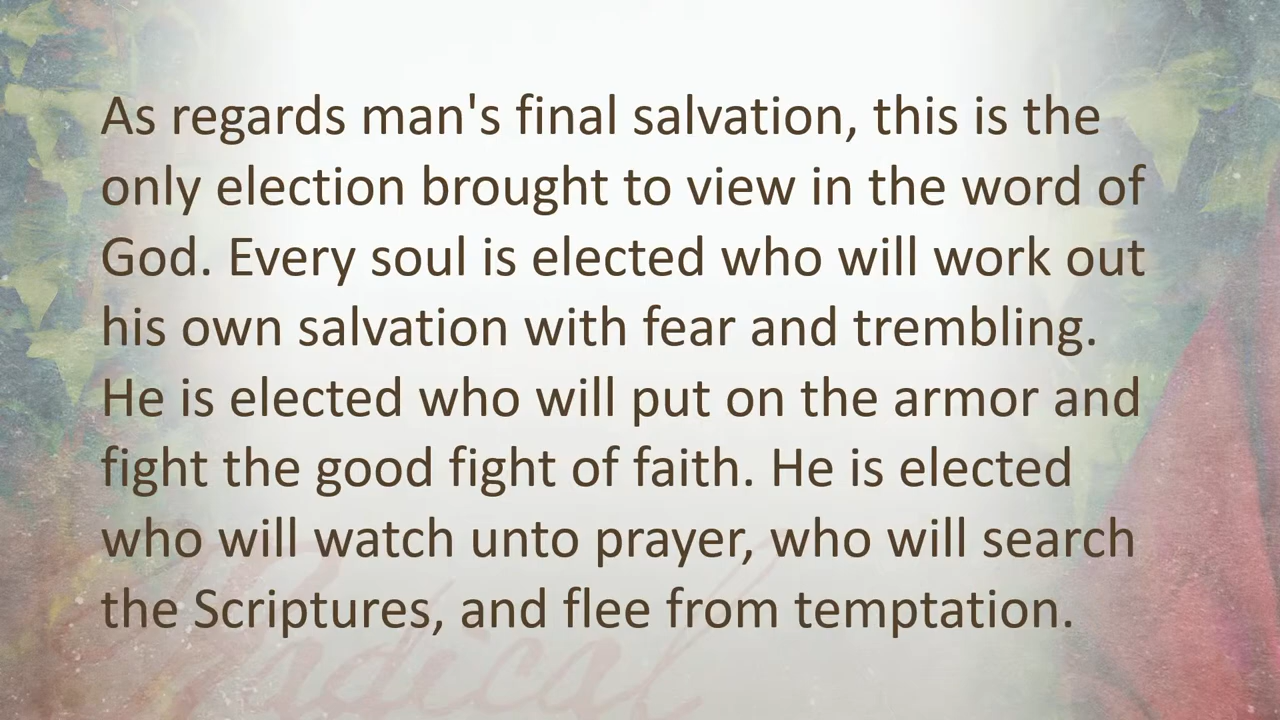 As regards man's final salvation, this is the
only election brought to view in the word of
God. Every soul is elected who will work out
his own salvation with fear and trembling.
He is elected who will put on the armor and
fight the good fight of faith. He is elected
who will watch unto prayer, who will search
the Scriptures, and flee from temptation.
Radical